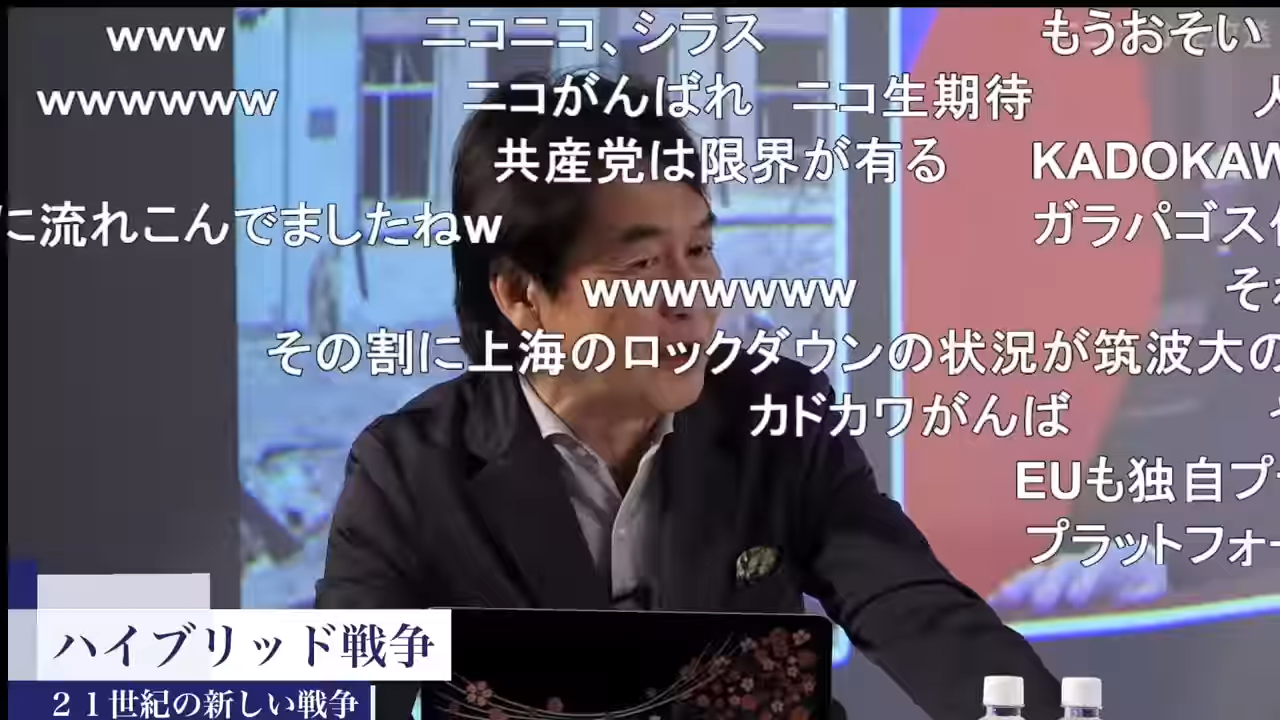 www ニコニコ、シラス もうおそい
wwwwwww ニコがんばれ ニコ生期待 人
共産党は限界が有る KADOKAW
に流れこんでましたねw ガラパゴス
wwwwwwww そ
その割に上海のロックダウンの状況が筑波大の
カドカワがんば
EUも独自プ
プラットフォー
ハイブリッド戦争
21世紀の新しい戦争